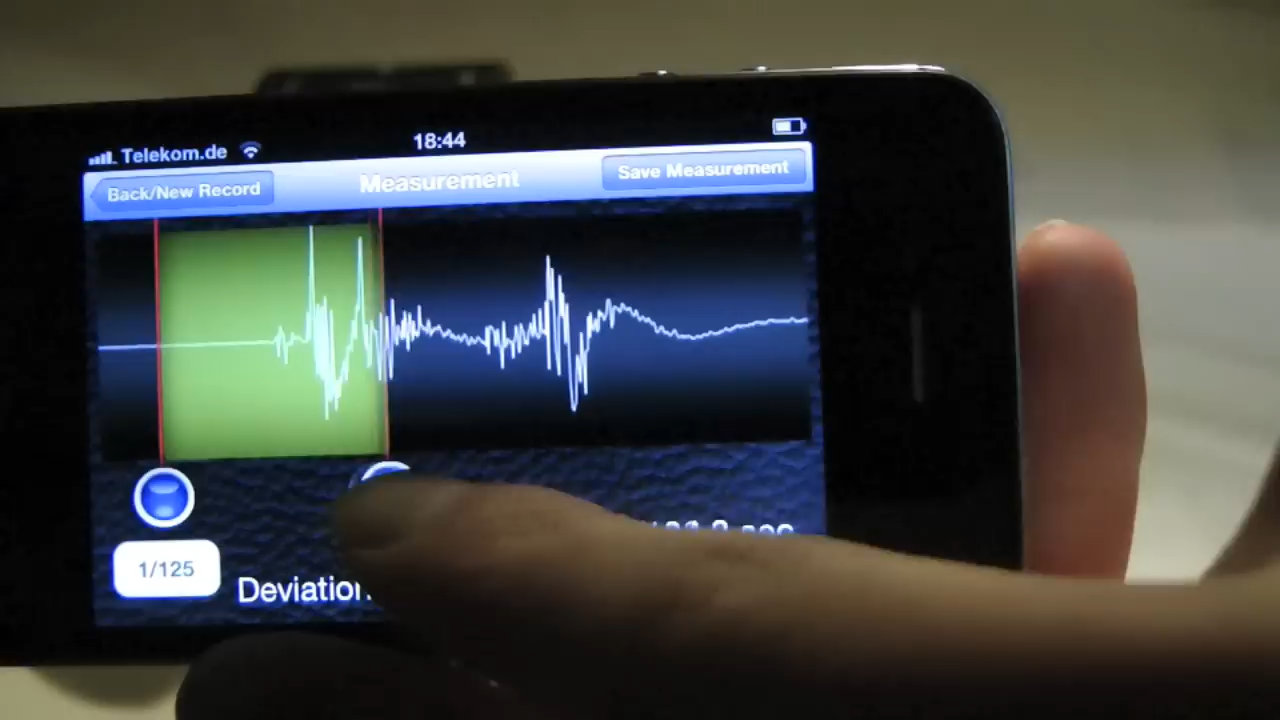 Telekom.de
18:44
Back/New Record
Measurement
Save Measurement
1/125
Deviation